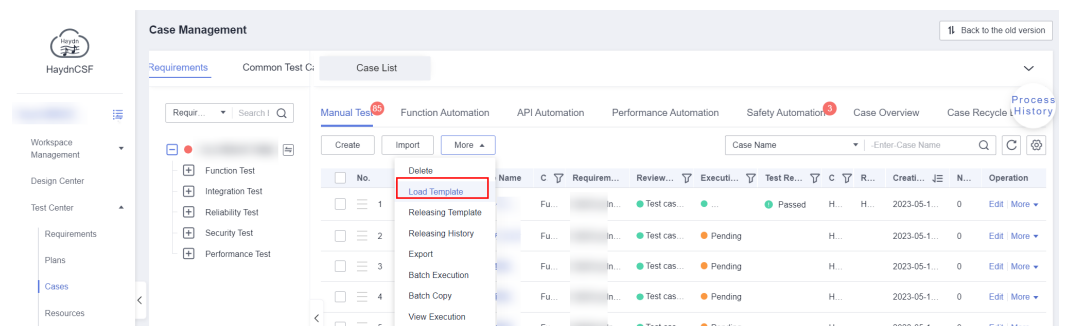 Case Management
Back to the old version
Haydn
HaydnCSF
Requirements
Common Test Ca
Case List
Process
History
Requir...
Search I
Manual Test
85
Function Automation
API Automation
Performance Automation
Safety Automation
3
Case Overview
Case Recycle
Workspace
Management
Design Center
Test Center
Requirements
Plans
Cases
Resources
Function Test
Integration Test
Reliability Test
Security Test
Performance Test
Create
Import
More
Case Name
-Enter-Case Name
Delete
Load Template
Releasing Template
Releasing History
Export
Batch Execution
Batch Copy
View Execution
No. Name C Requirem... Review... Executi... Test Re... C R... Creati... N... Operation
1 Fu... In... Test cas... ... Passed H... H... 2023-05-1... 0 Edit More
2 Fu... In... Test cas... Pending H... 2023-05-1... 0 Edit More
3 Fu... In... Test cas... Pending H... 2023-05-1... 0 Edit More
4 Fu... In... Test cas... Pending H... 2023-05-1... 0 Edit More